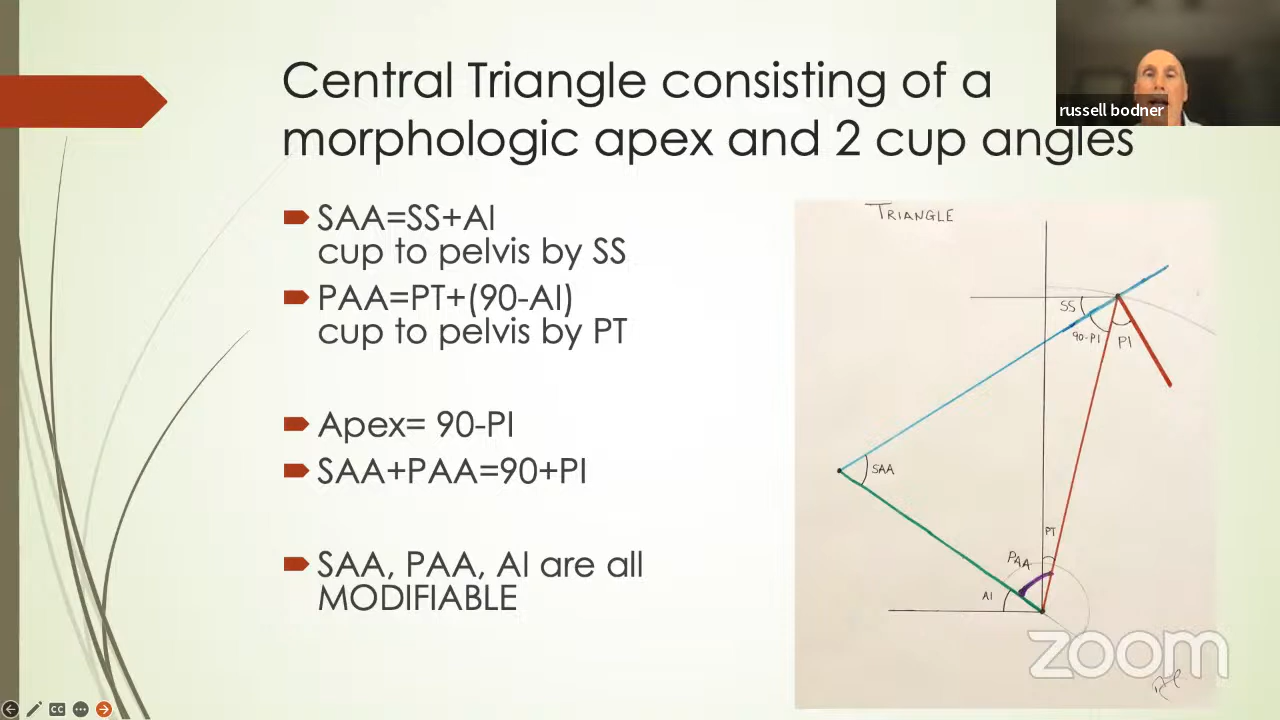 Central Triangle consisting of a
morphologic apex and 2 cup angles
russell bodner
SAA=SS+AI
cup to pelvis by SS
PAA=PT+(90-AI)
cup to pelvis by PT
Apex= 90-PI
SAA+PAA=90+PI
SAA, PAA, AI are all
MODIFIABLE
TRIANGLE
SS
90-PI
PI
SAA
PT
PAA
AI
zoom
CC